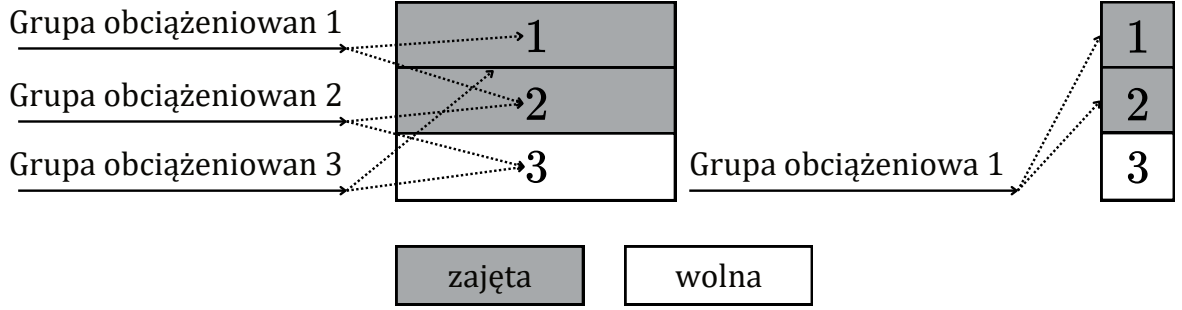 Grupa obciążeniowan 1
1
1
Grupa obciążeniowan 2
2
2
Grupa obciążeniowan 3
3
Grupa obciążeniowa 1
3
zajęta
wolna